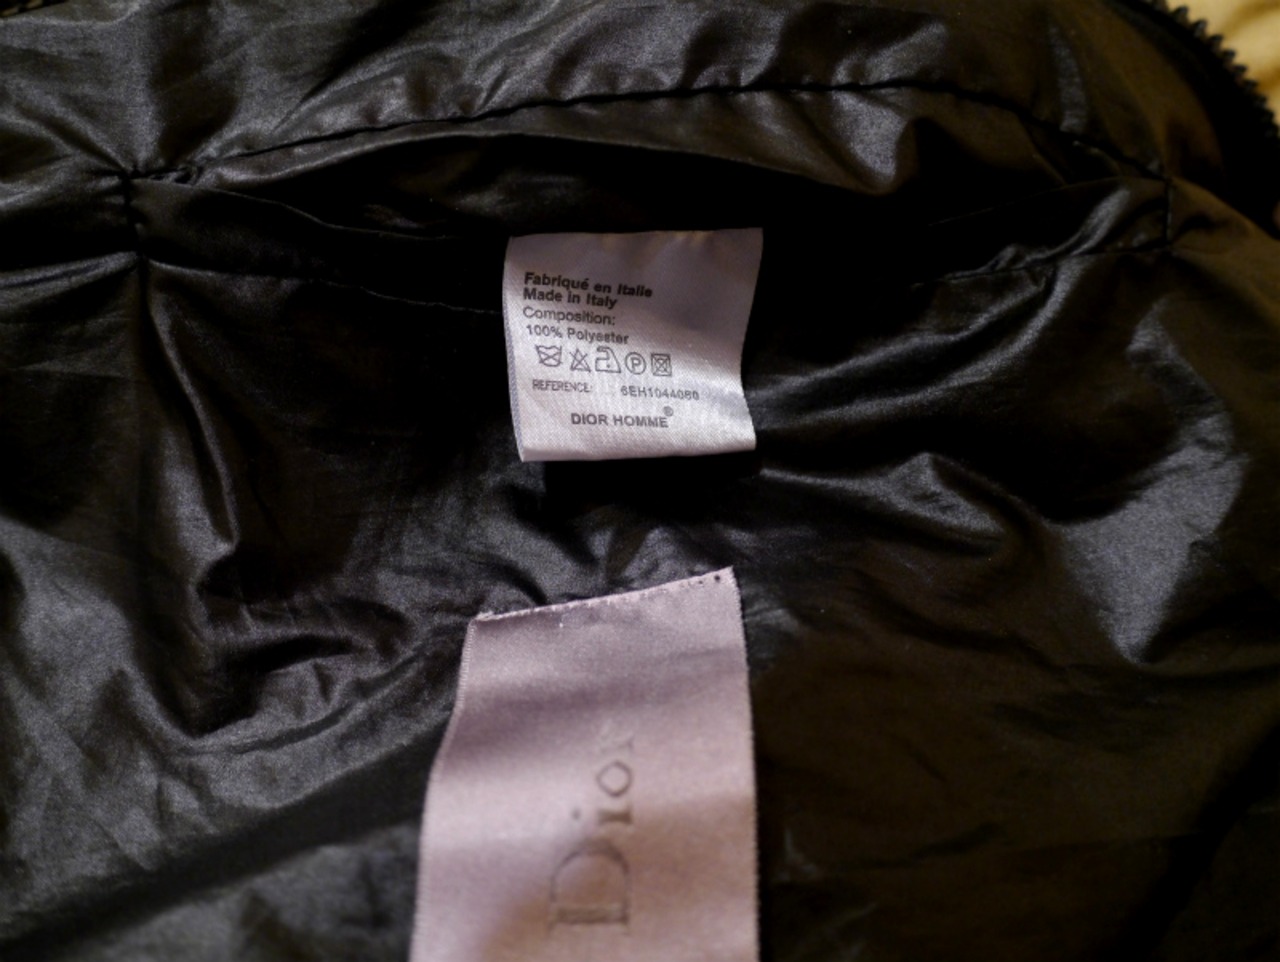 Fabriqué en Italie
Made in Italy
Composition:
100% Polyester
P
REFERENCE: 6EH1044080
DIOR HOMME®
Dior